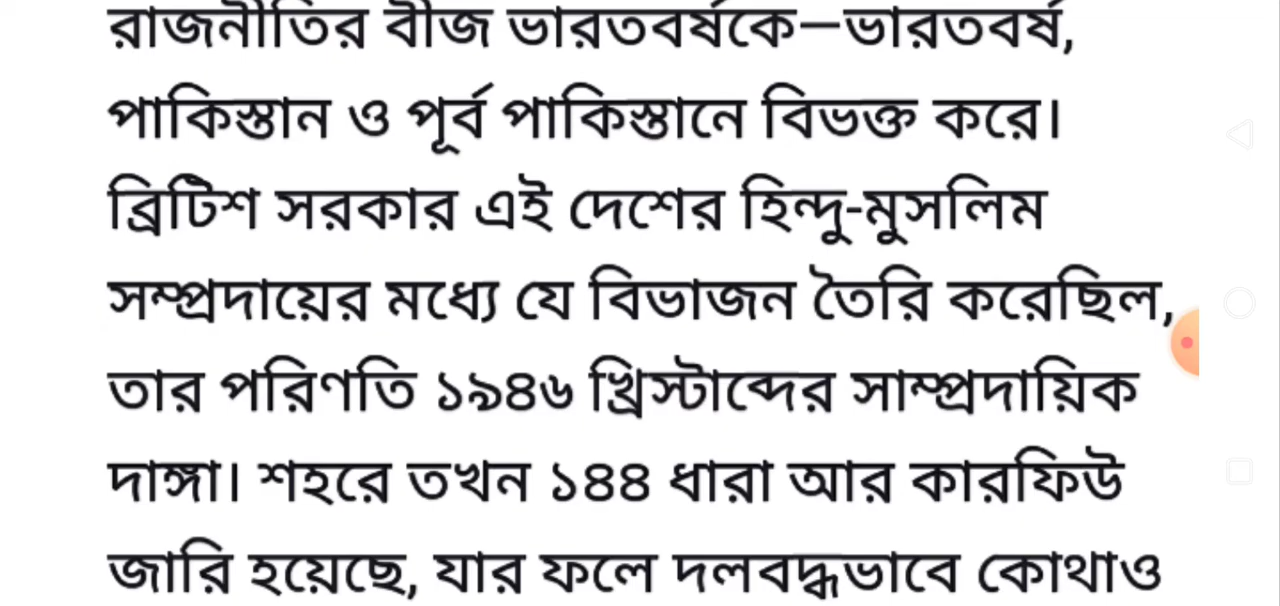 রাজনীতির বীজ ভারতবর্ষকে—ভারতবর্ষ,
পাকিস্তান ও পূর্ব পাকিস্তানে বিভক্ত করে।
ব্রিটিশ সরকার এই দেশের হিন্দু-মুসলিম
সম্প্রদায়ের মধ্যে যে বিভাজন তৈরি করেছিল,
তার পরিণতি ১৯৪৬ খ্রিস্টাব্দের সাম্প্রদায়িক
দাঙ্গা। শহরে তখন ১৪৪ ধারা আর কারফিউ
জারি হয়েছে, যার ফলে দলবদ্ধভাবে কোথাও